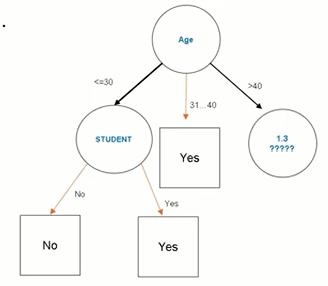 .
Age
<=30
31...40
>40
STUDENT
Yes
1.3
?????
No
Yes
No
Yes